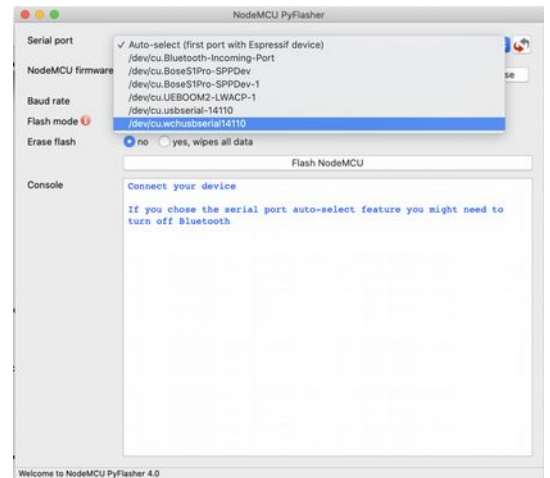 NodeMCU PyFlasher
Serial port
✓ Auto-select (first port with Espressif device)
/dev/cu.Bluetooth-Incoming-Port
/dev/cu.BoseS1Pro-SPPDev
/dev/cu.BoseS1Pro-SPPDev-1
/dev/cu.UEBOOM2-LWACP-1
/dev/cu.usbserial-14110
/dev/cu.wchusbserial14110
NodeMCU firmware
se
Baud rate
Flash mode
Erase flash
no yes, wipes all data
Flash NodeMCU
Console
Connect your device
If you chose the serial port auto-select feature you might need to
turn off Bluetooth
Welcome to NodeMCU PyFlasher 4.0